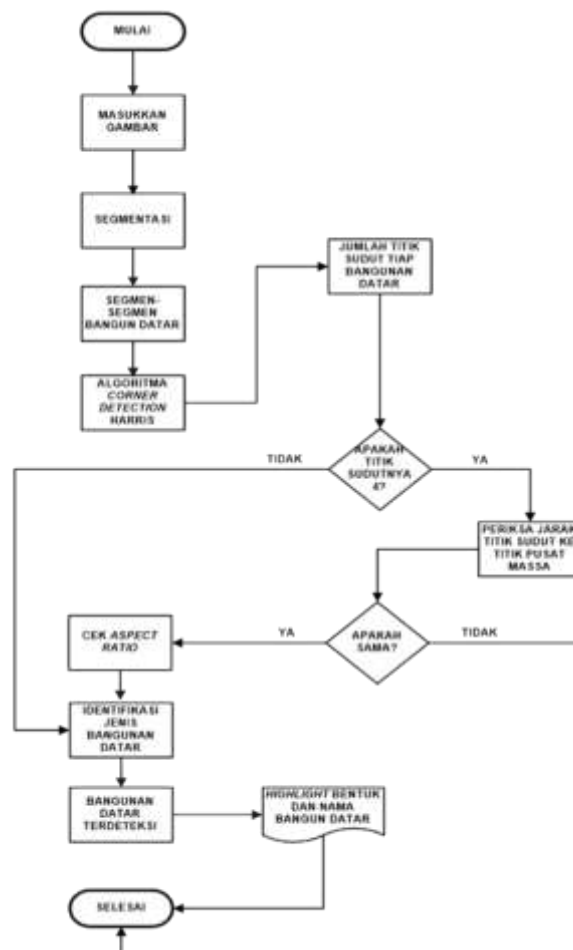 MULAI
MASUKKAN
GAMBAR
SEGMENTASI
SEGMEN-
SEGMEN
BANGUN DATAR
ALGORITMA
CORNER
DETECTION
HARRIS
JUMLAH TITIK
SUDUT TIAP
BANGUNAN
DATAR
APAKAH
TITIK
SUDUTNYA
4?
TIDAK
YA
PERIKSA JARAK
TITIK SUDUT KE
TITIK PUSAT
MASSA
APAKAH
SAMA?
YA
TIDAK
CEK ASPECT
RATIO
IDENTIFIKASI
JENIS
BANGUNAN
DATAR
BANGUNAN
DATAR
TERDETEKSI
HIGHLIGHT BENTUK
DAN NAMA
BANGUN DATAR
SELESAI